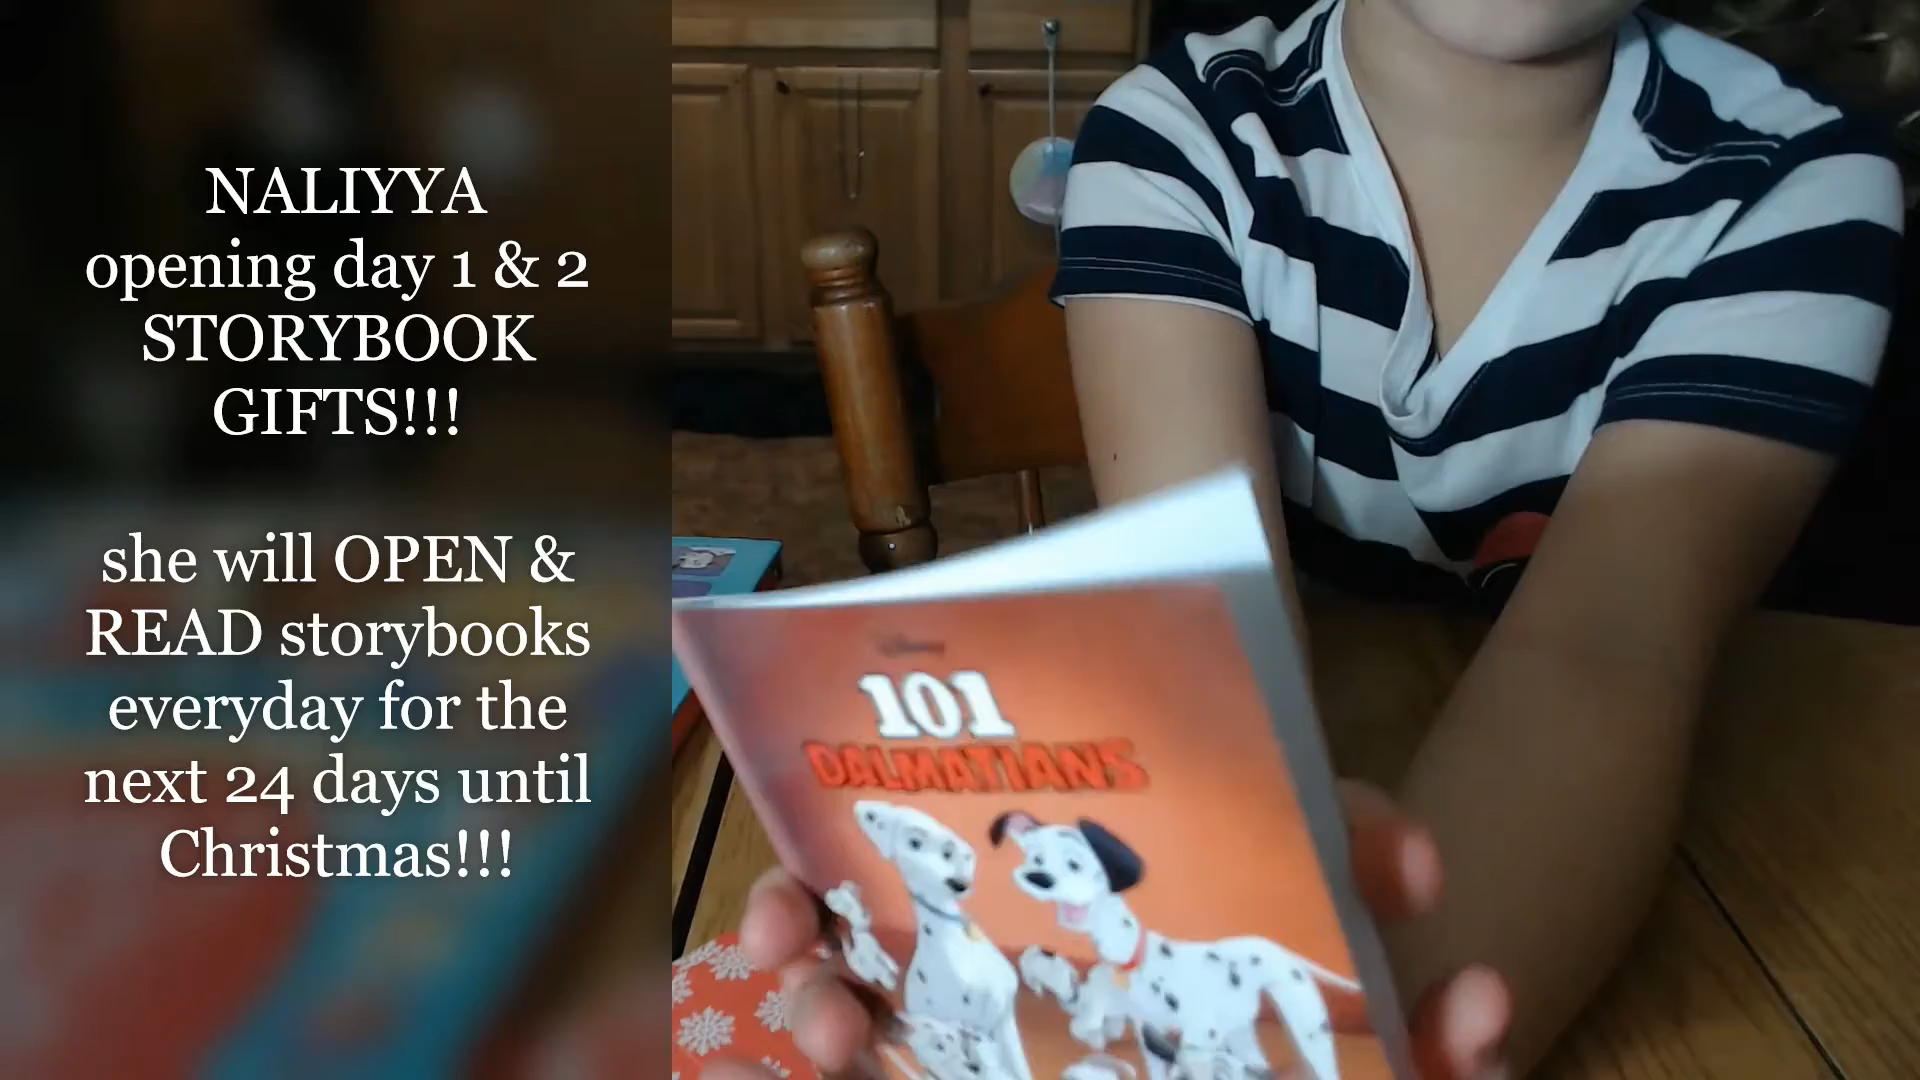 NALIYYA
opening day 1 & 2
STORYBOOK
GIFTS!!!
she will OPEN &
READ storybooks
everyday for the
next 24 days until
Christmas!!!
Disney
101
DALMATIANS